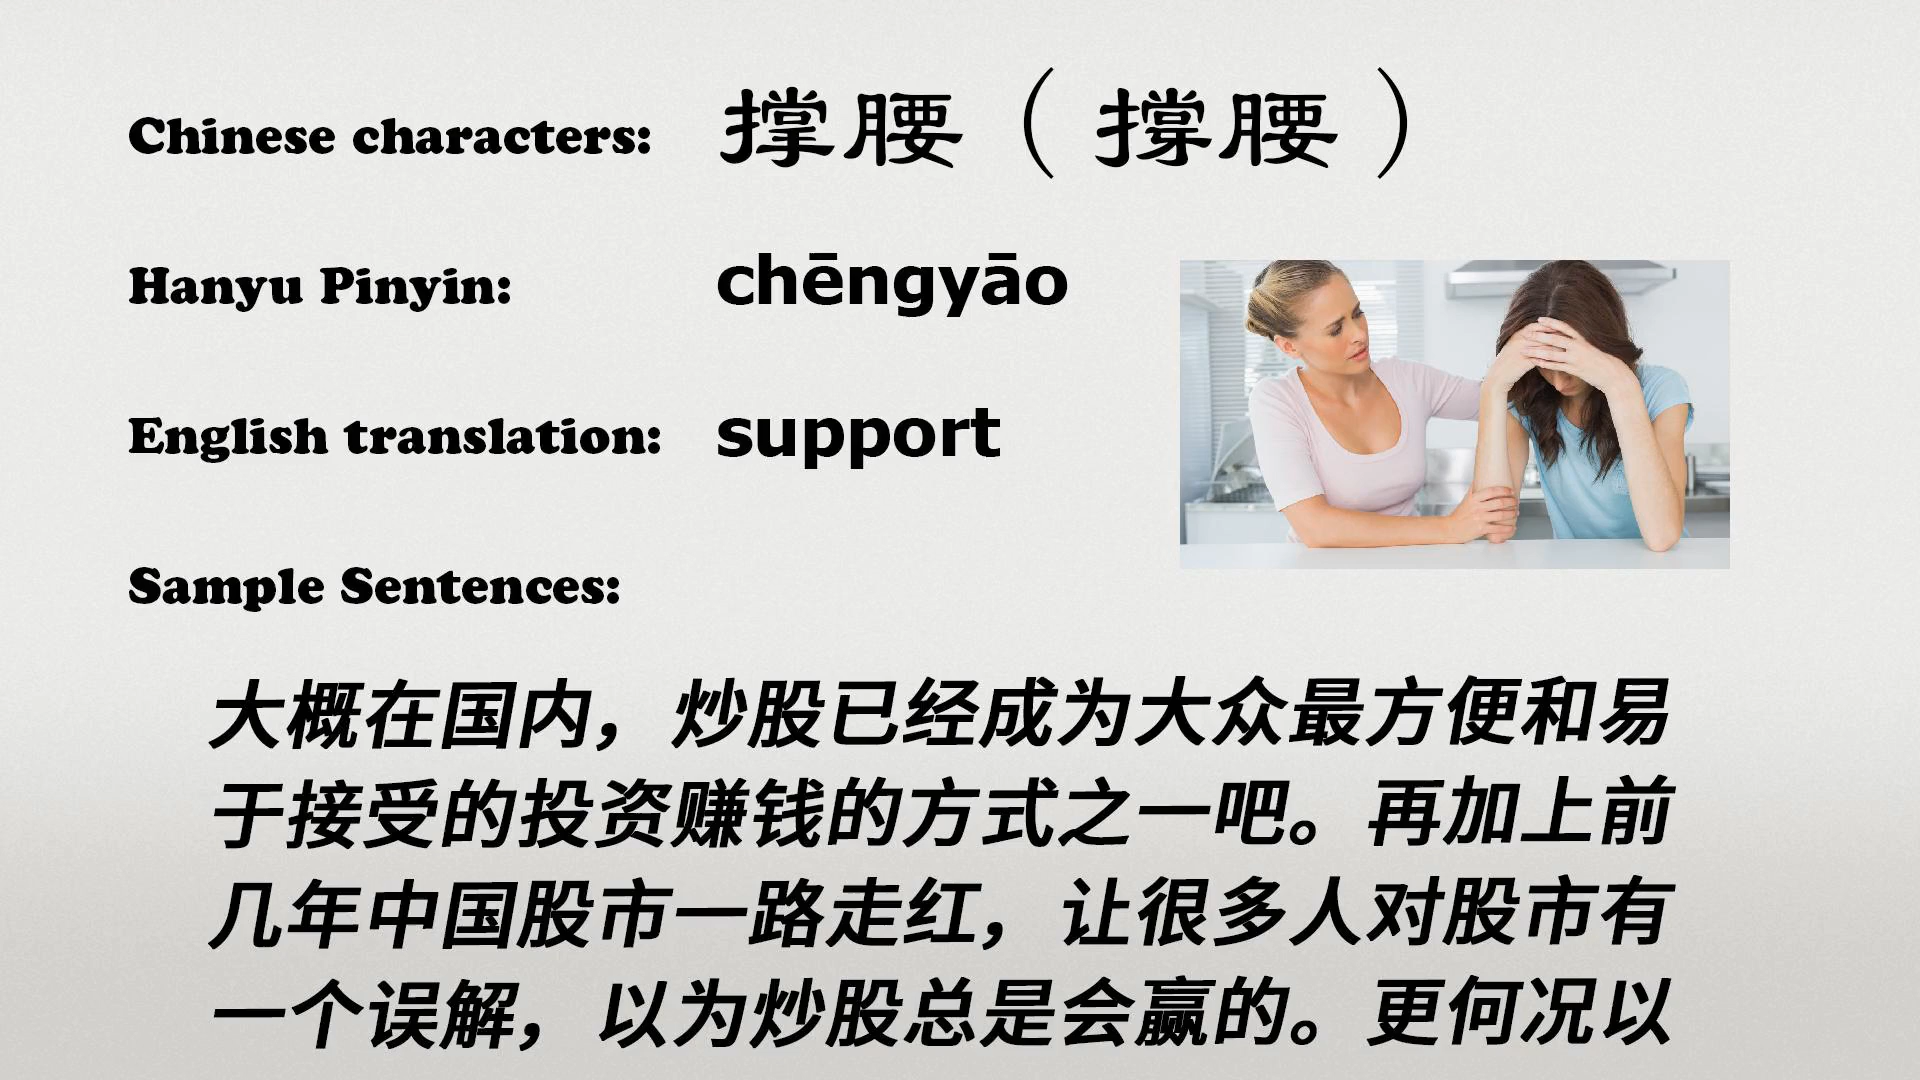 Chinese characters: 撑腰（撐腰）
Hanyu Pinyin: chēngyāo
English translation: support
Sample Sentences:
大概在国内，炒股已经成为大众最方便和易
于接受的投资赚钱的方式之一吧。再加上前
几年中国股市一路走红，让很多人对股市有
一个误解，以为炒股总是会赢的。更何况以